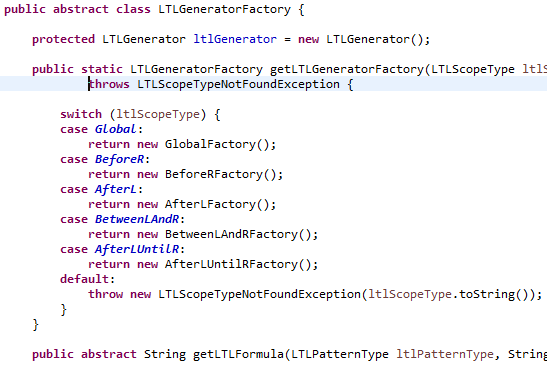 public abstract class LTLGeneratorFactory {
protected LTLGenerator ltlGenerator = new LTLGenerator();
public static LTLGeneratorFactory getLTLGeneratorFactory(LTLScopeType ltlS
throws LTLScopeTypeNotFoundException {
switch (ltlScopeType) {
case Global:
return new GlobalFactory();
case BeforeR:
return new BeforeRFactory();
case AfterL:
return new AfterLFactory();
case BetweenLAndR:
return new BetweenLAndRFactory();
case AfterLUntilR:
return new AfterLUntilRFactory();
default:
throw new LTLScopeTypeNotFoundException(ltlScopeType.toString());
}
}
public abstract String getLTLFormula(LTLPatternType ltlPatternType, String